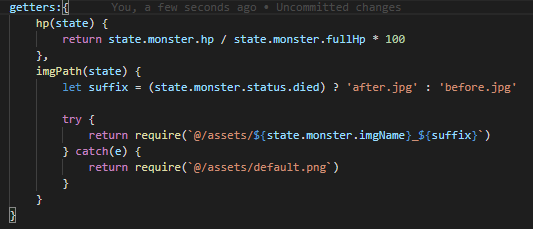 getters:{ You, a few seconds ago • Uncommitted changes
    hp(state) {
        return state.monster.hp / state.monster.fullHp * 100
    },
    imgPath(state) {
        let suffix = (state.monster.status.died) ? 'after.jpg' : 'before.jpg'

        try {
            return require(`@/assets/${state.monster.imgName}_${suffix}`)
        } catch(e) {
            return require(`@/assets/default.png`)
        }
    }
}